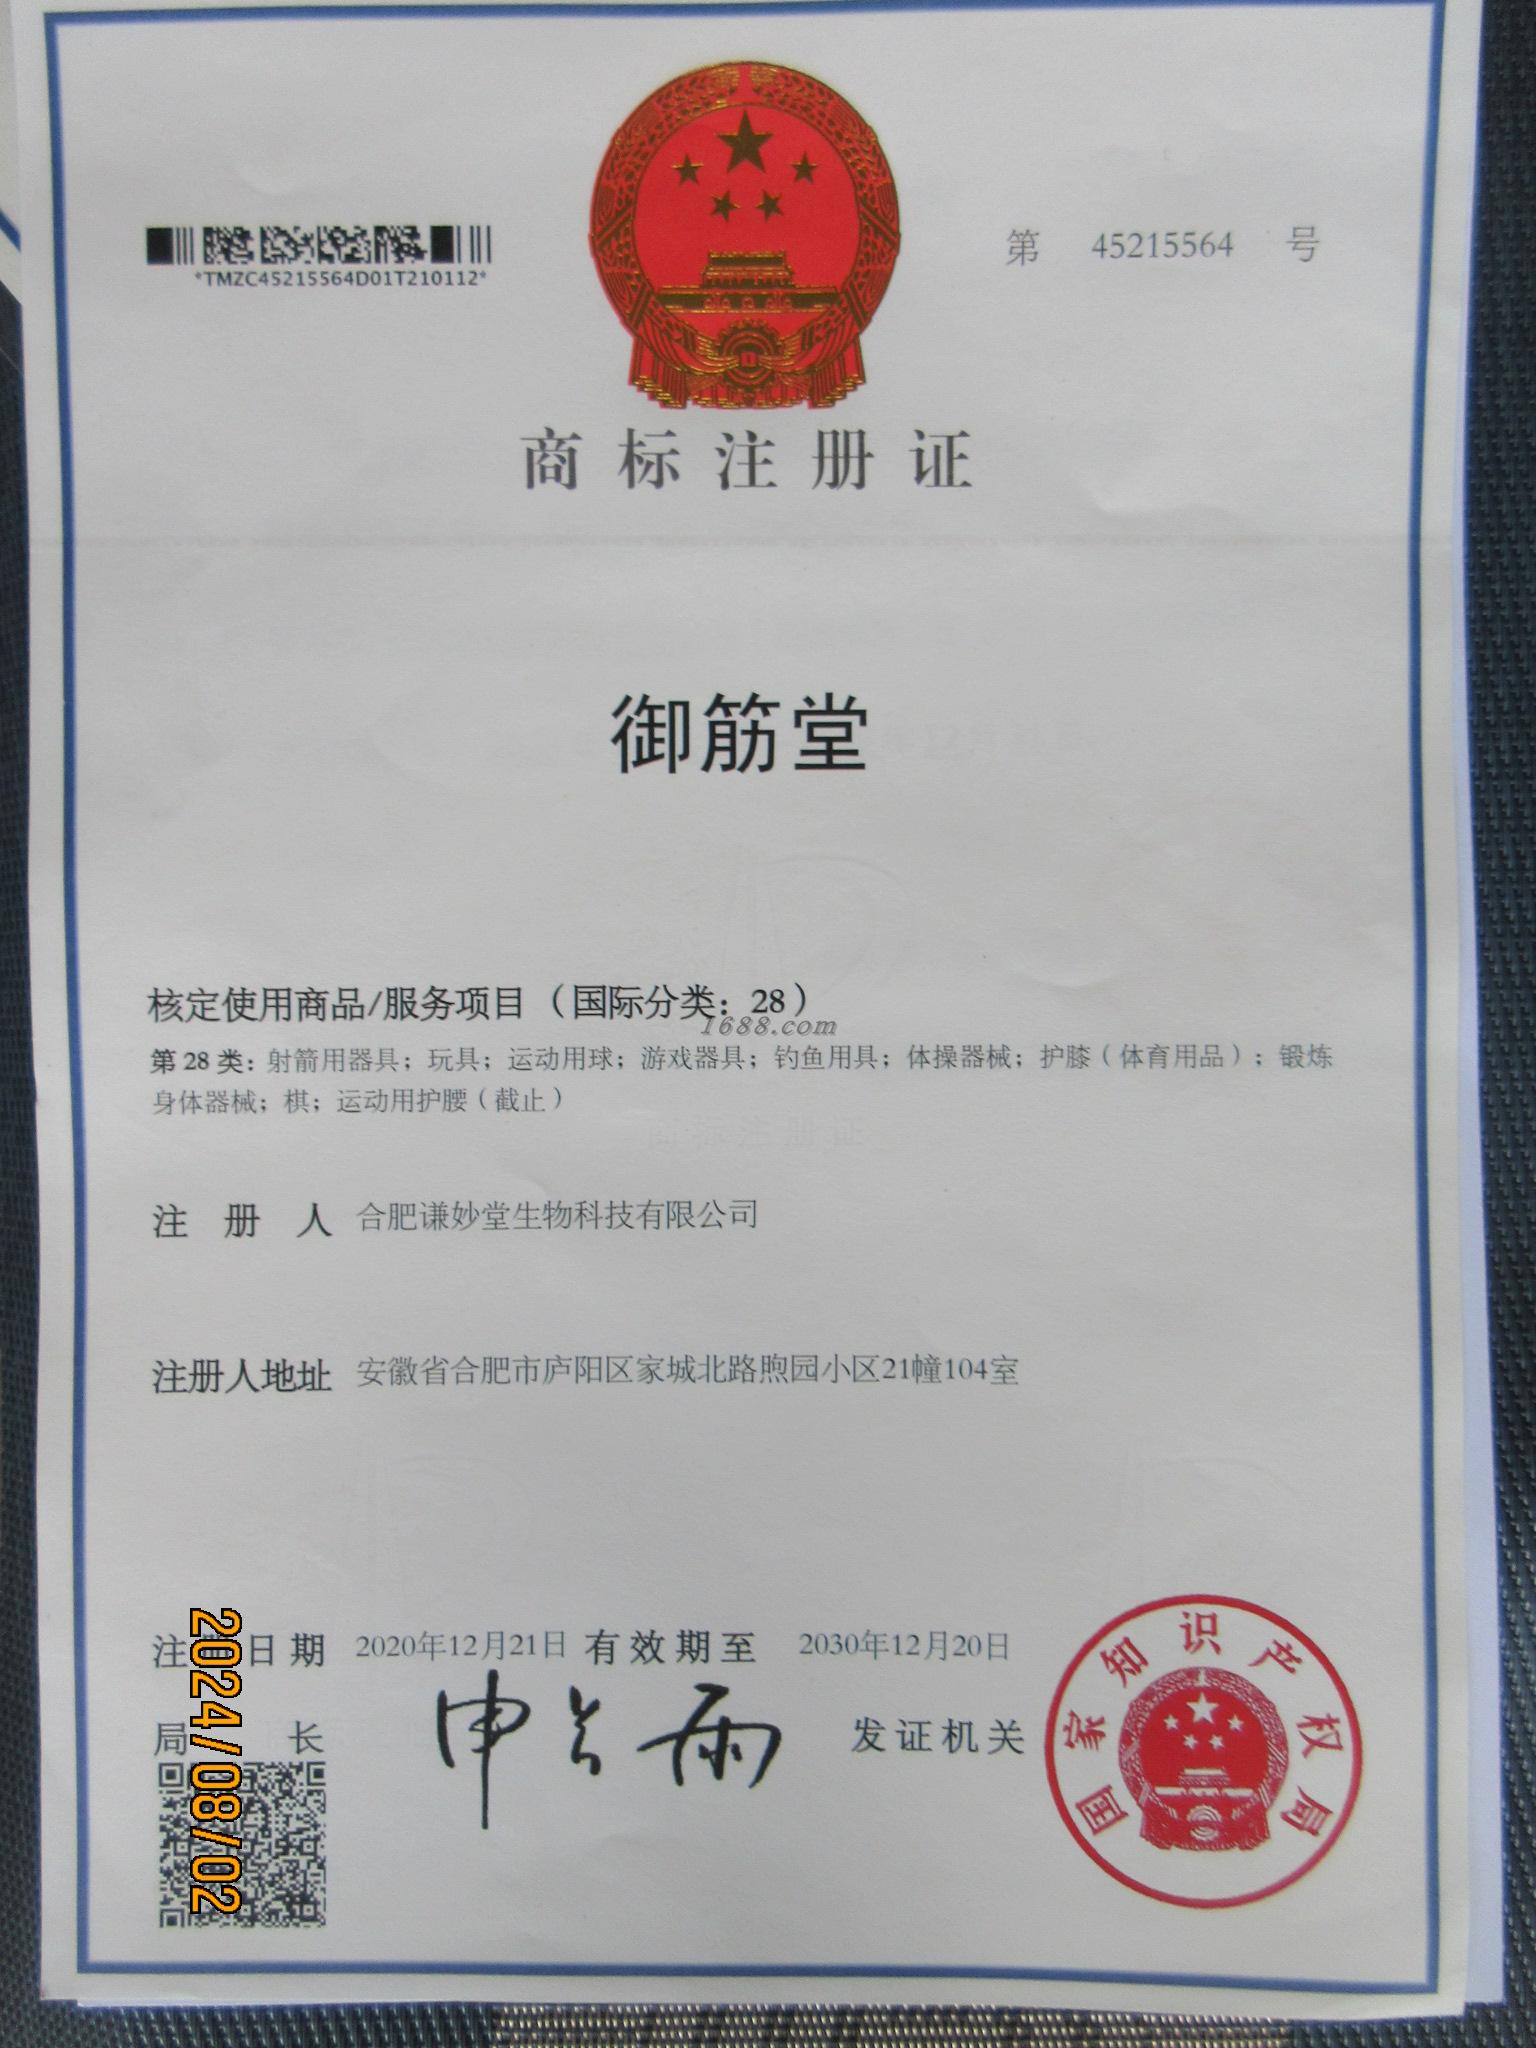 *TMZC45215564D01T210112*
第 45215564 号
商标注册证
御筋堂
核定使用商品/服务项目（国际分类：28）
1688.com
第28类：射箭用器具；玩具；运动用球；游戏器具；钓鱼用具；体操器械；护膝（体育用品）；锻炼
身体器械；棋；运动用护腰（截止）
注册人 合肥谦妙堂生物科技有限公司
注册人地址 安徽省合肥市庐阳区家城北路煦园小区21幢104室
注册日期 2020年12月21日 有效期至 2030年12月20日
局长 申长雨 发证机关
国家知识产权局
2024/08/02